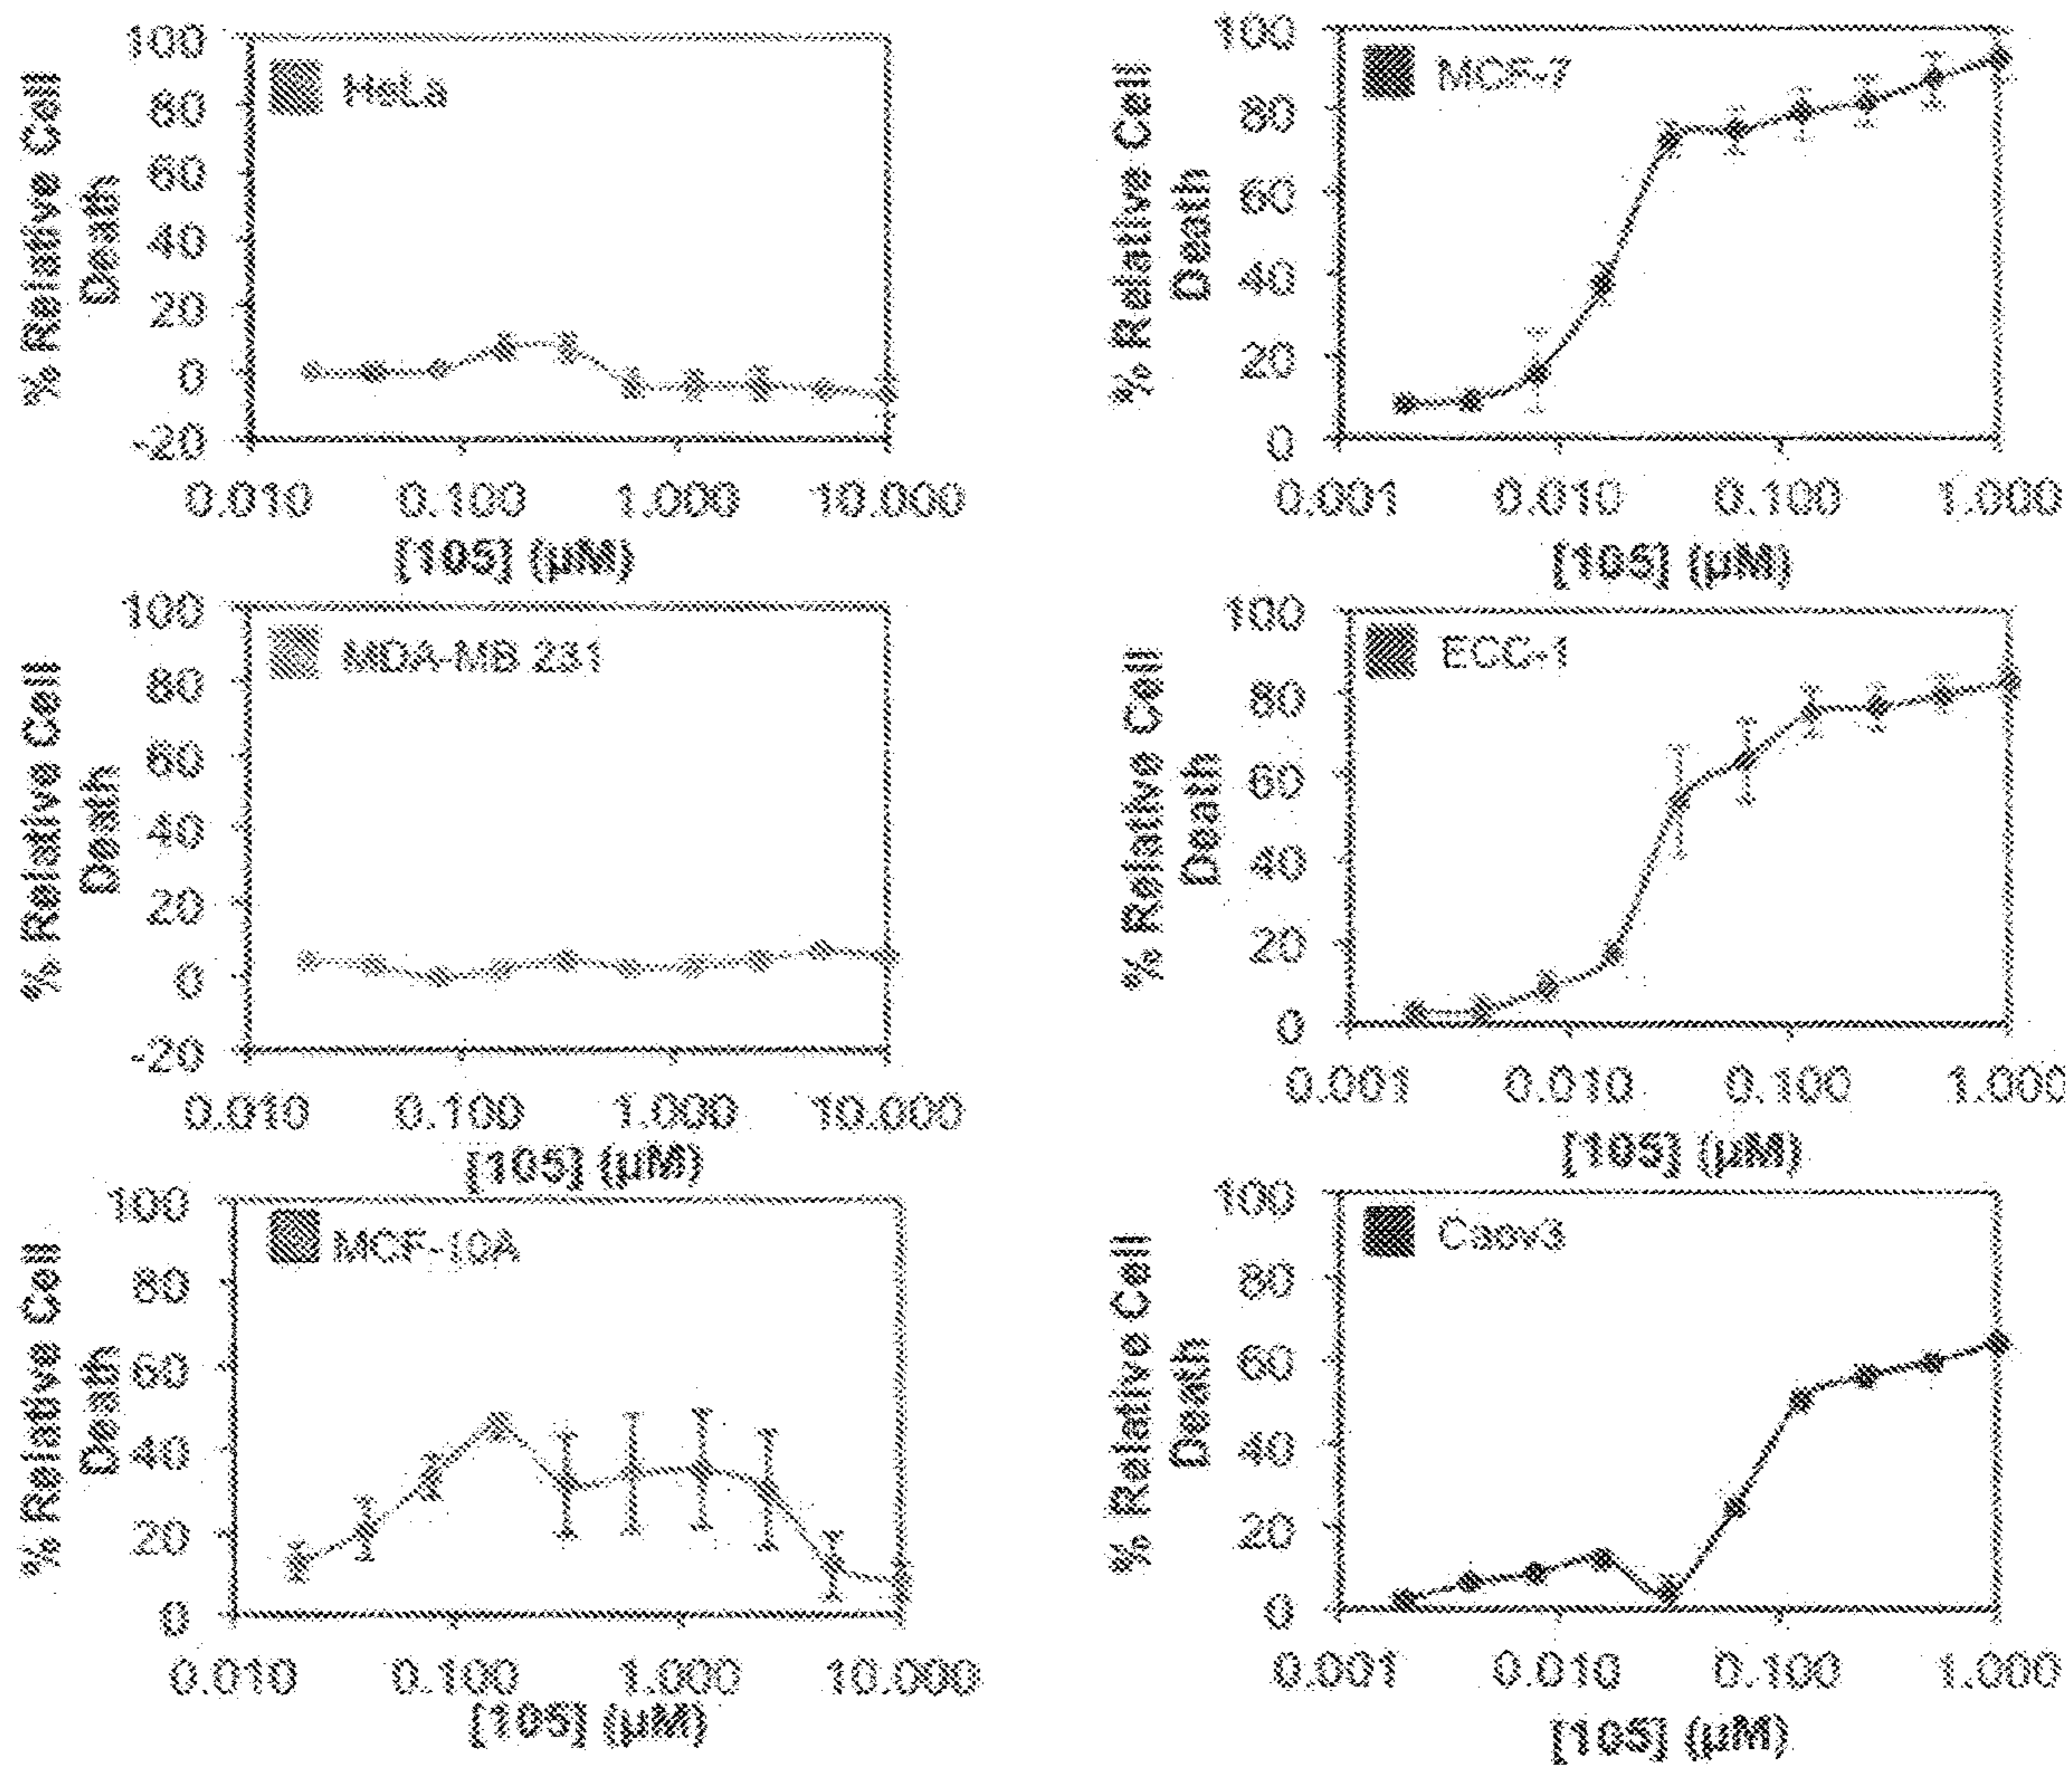 % Relative Cell
Death
100
80
60
40
20
0
-20
HeLa
0.010 0.100 1.000 10.000
[105] (µM)
% Relative Cell
Death
100
80
60
40
20
0
MCF-7
0.001 0.010 0.100 1.000
[105] (µM)
% Relative Cell
Death
100
80
60
40
20
0
-20
MDA-MB 231
0.010 0.100 1.000 10.000
[105] (µM)
% Relative Cell
Death
100
80
60
40
20
0
ECC-1
0.001 0.010 0.100 1.000
[105] (µM)
% Relative Cell
Death
100
80
60
40
20
0
MCF-10A
0.010 0.100 1.000 10.000
[105] (µM)
% Relative Cell
Death
100
80
60
40
20
0
Caov3
0.001 0.010 0.100 1.000
[105] (µM)